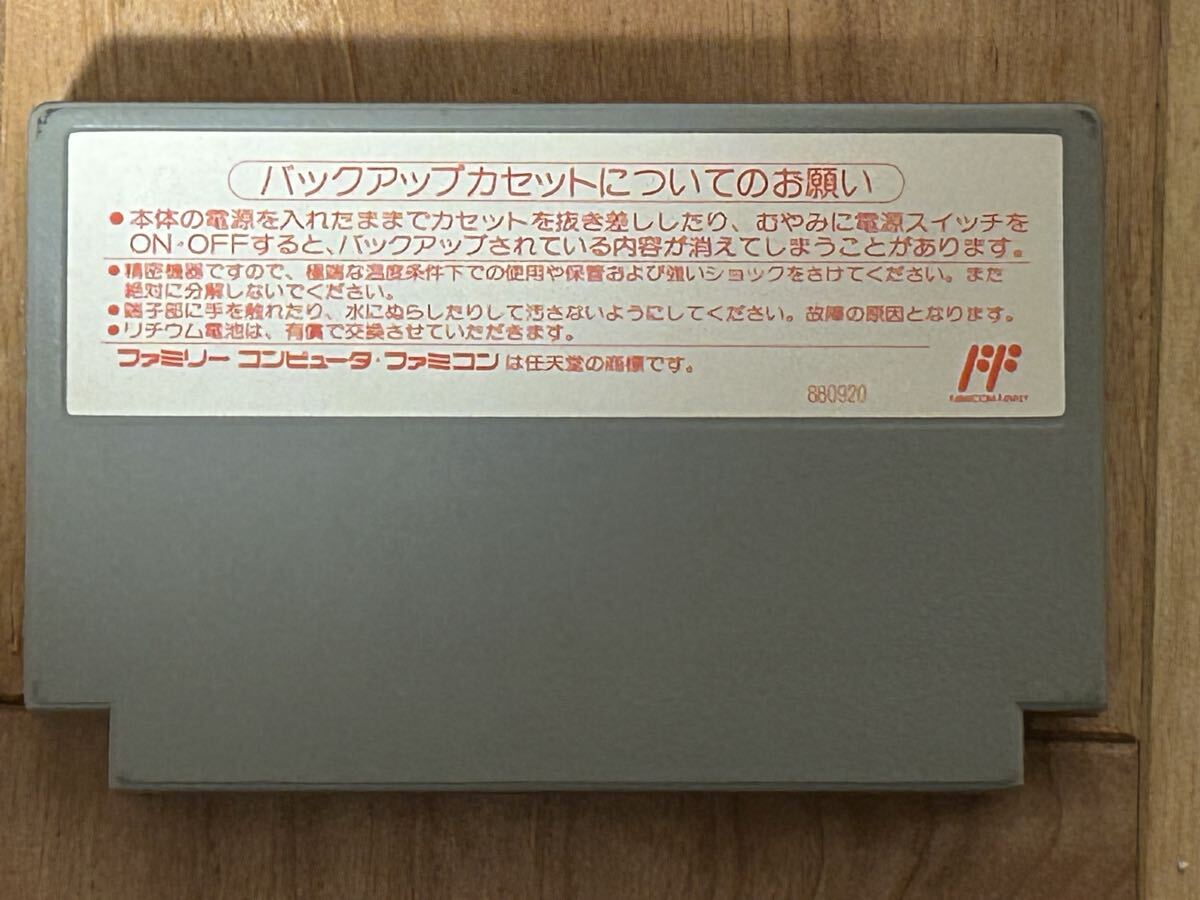 バックアップカセットについてのお願い
●本体の電源を入れたままでカセットを抜き差ししたり、むやみに電源スイッチを
ON・OFFすると、バックアップされている内容が消えてしまうことがあります。
●精密機器ですので、極端な温度条件下での使用や保管および強いショックをさけてください。また
絶対に分解しないでください。
●端子部に手を触れたり、水にぬらしたりして汚さないようにしてください。故障の原因となります。
●リチウム電池は、有償で交換させていただきます。
ファミリーコンピュータ・ファミコンは任天堂の商標です。
880920